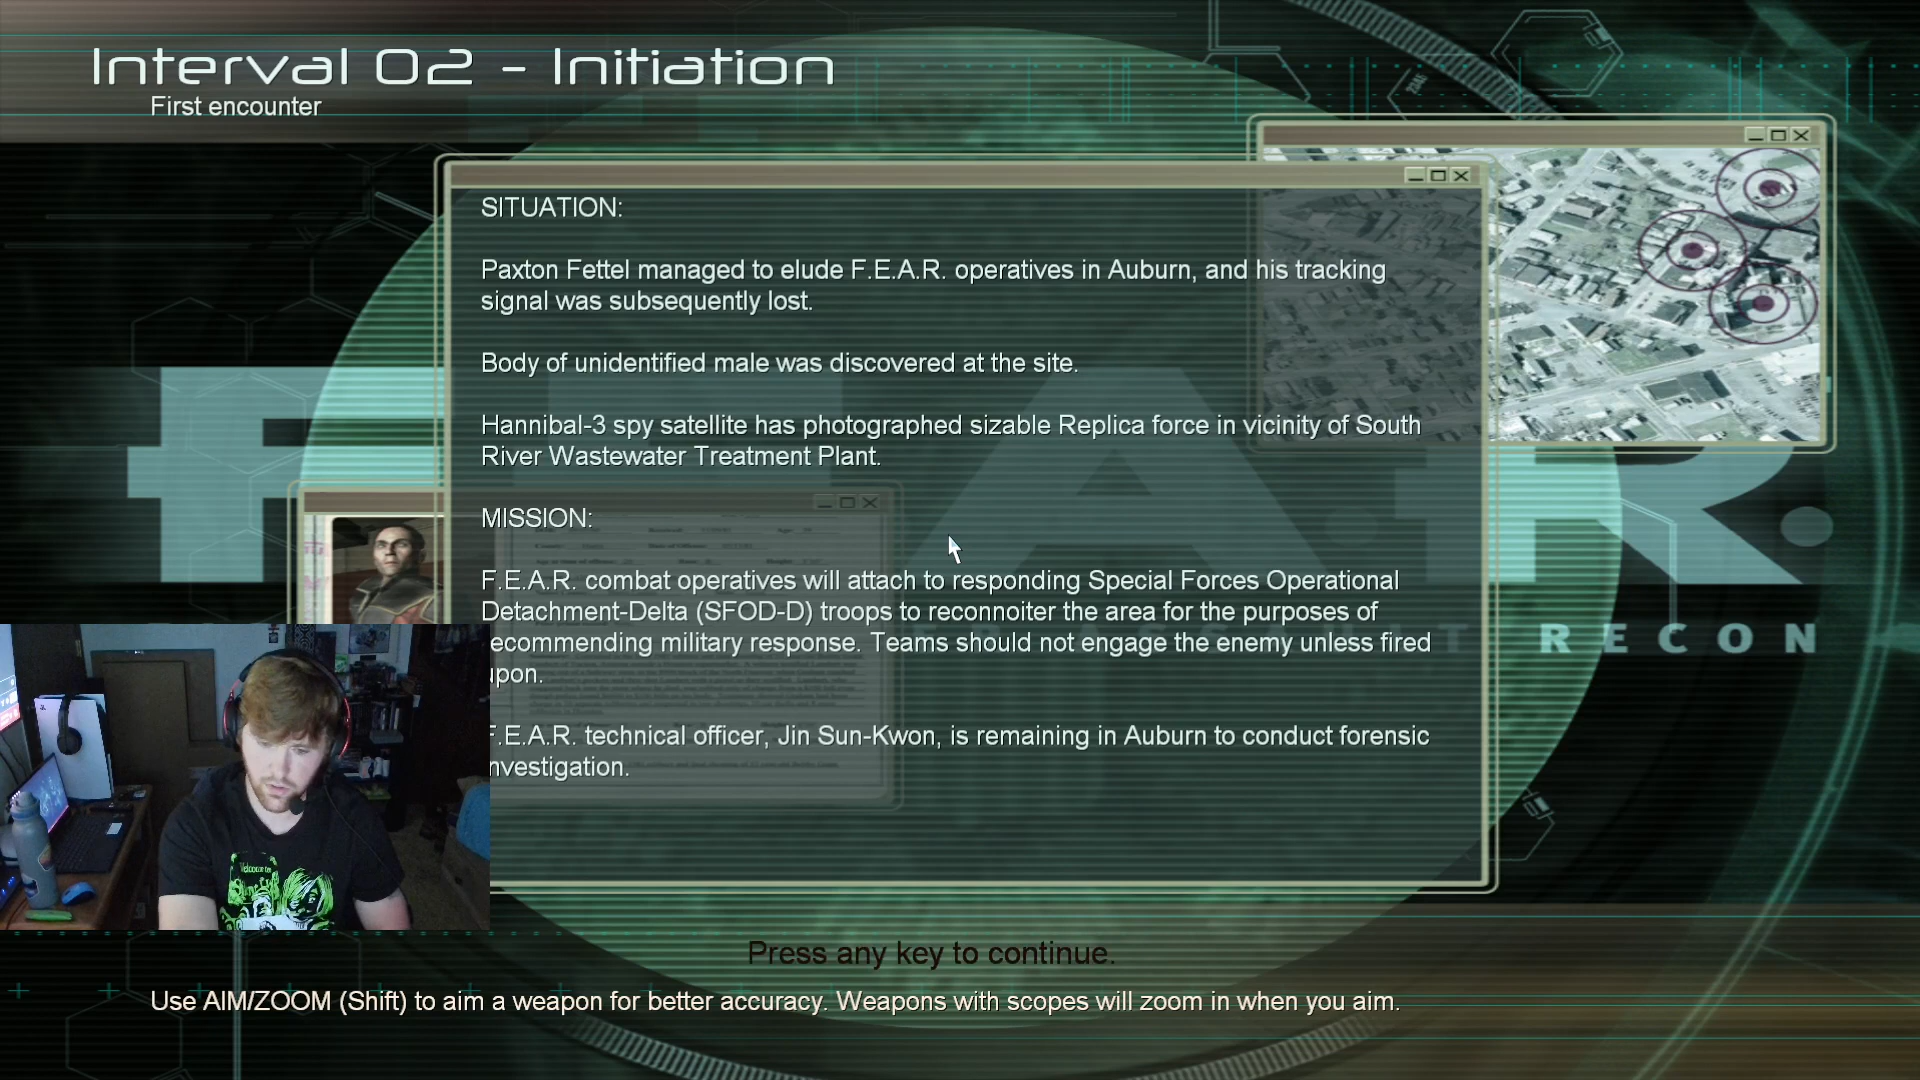 Interval 02 - Initiation
First encounter
SITUATION:
Paxton Fettel managed to elude F.E.A.R. operatives in Auburn, and his tracking
signal was subsequently lost.
Body of unidentified male was discovered at the site.
Hannibal-3 spy satellite has photographed sizable Replica force in vicinity of South
River Wastewater Treatment Plant.
MISSION:
F.E.A.R. combat operatives will attach to responding Special Forces Operational
Detachment-Delta (SFOD-D) troops to reconnoiter the area for the purposes of
recommending military response. Teams should not engage the enemy unless fired
upon.
F.E.A.R. technical officer, Jin Sun-Kwon, is remaining in Auburn to conduct forensic
investigation.
F.E.A.R.
RECON
Welcome to
Press any key to continue.
Use AIM/ZOOM (Shift) to aim a weapon for better accuracy. Weapons with scopes will zoom in when you aim.